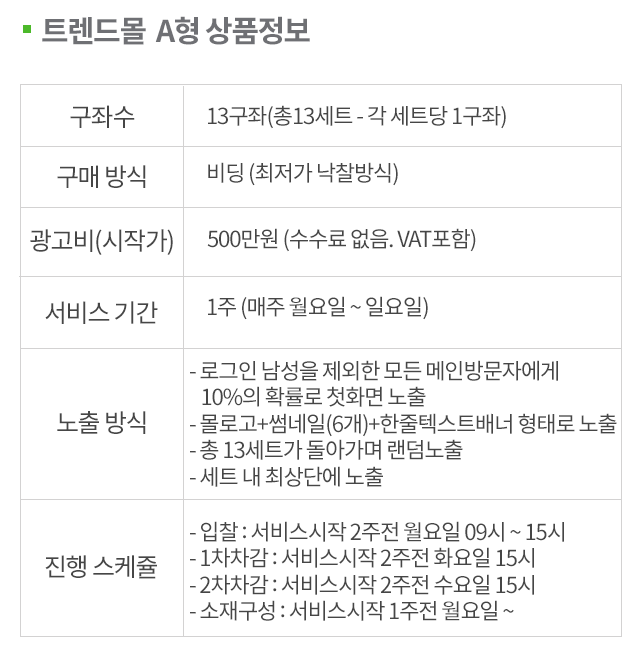 트렌드몰 A형 상품정보
구좌수
13구좌(총13세트 - 각 세트당 1구좌)
구매 방식
비딩 (최저가 낙찰방식)
광고비(시작가)
500만원 (수수료 없음. VAT포함)
서비스 기간
1주 (매주 월요일 ~ 일요일)
노출 방식
- 로그인 남성을 제외한 모든 메인방문자에게
10%의 확률로 첫화면 노출
- 몰로고+썸네일(6개)+한줄텍스트배너 형태로 노출
- 총 13세트가 돌아가며 랜덤노출
- 세트 내 최상단에 노출
진행 스케쥴
- 입찰 : 서비스시작 2주전 월요일 09시 ~ 15시
- 1차차감 : 서비스시작 2주전 화요일 15시
- 2차차감 : 서비스시작 2주전 수요일 15시
- 소재구성 : 서비스시작 1주전 월요일 ~